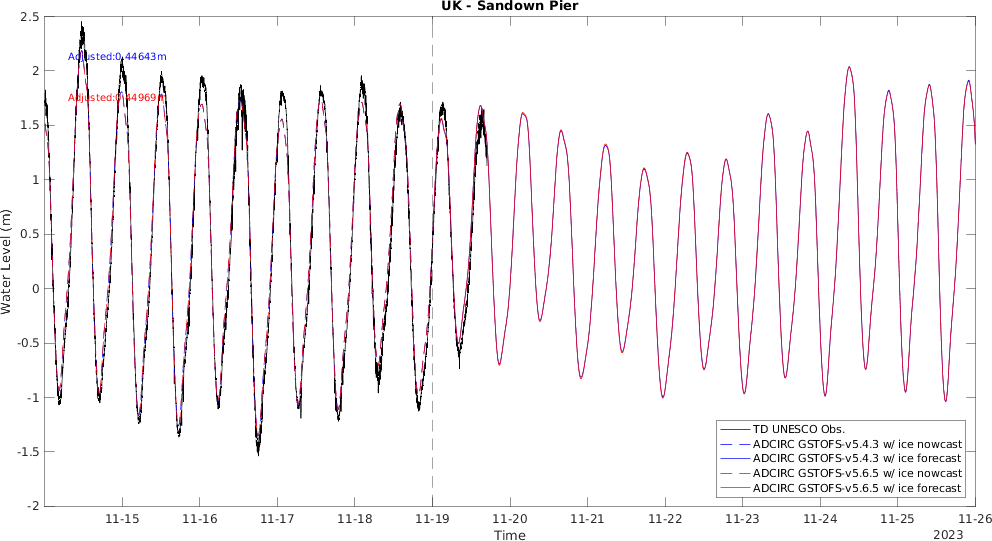 UK - Sandown Pier
2.5
2
1.5
1
0.5
0
-0.5
-1
-1.5
-2
Water Level (m)
Adjusted:0.44643m
Adjusted:0.44969m
TD UNESCO Obs.
ADCIRC GSTOFS-v5.4.3 w/ ice nowcast
ADCIRC GSTOFS-v5.4.3 w/ ice forecast
ADCIRC GSTOFS-v5.6.5 w/ ice nowcast
ADCIRC GSTOFS-v5.6.5 w/ ice forecast
11-15 11-16 11-17 11-18 11-19 11-20 11-21 11-22 11-23 11-24 11-25 11-26
Time
2023